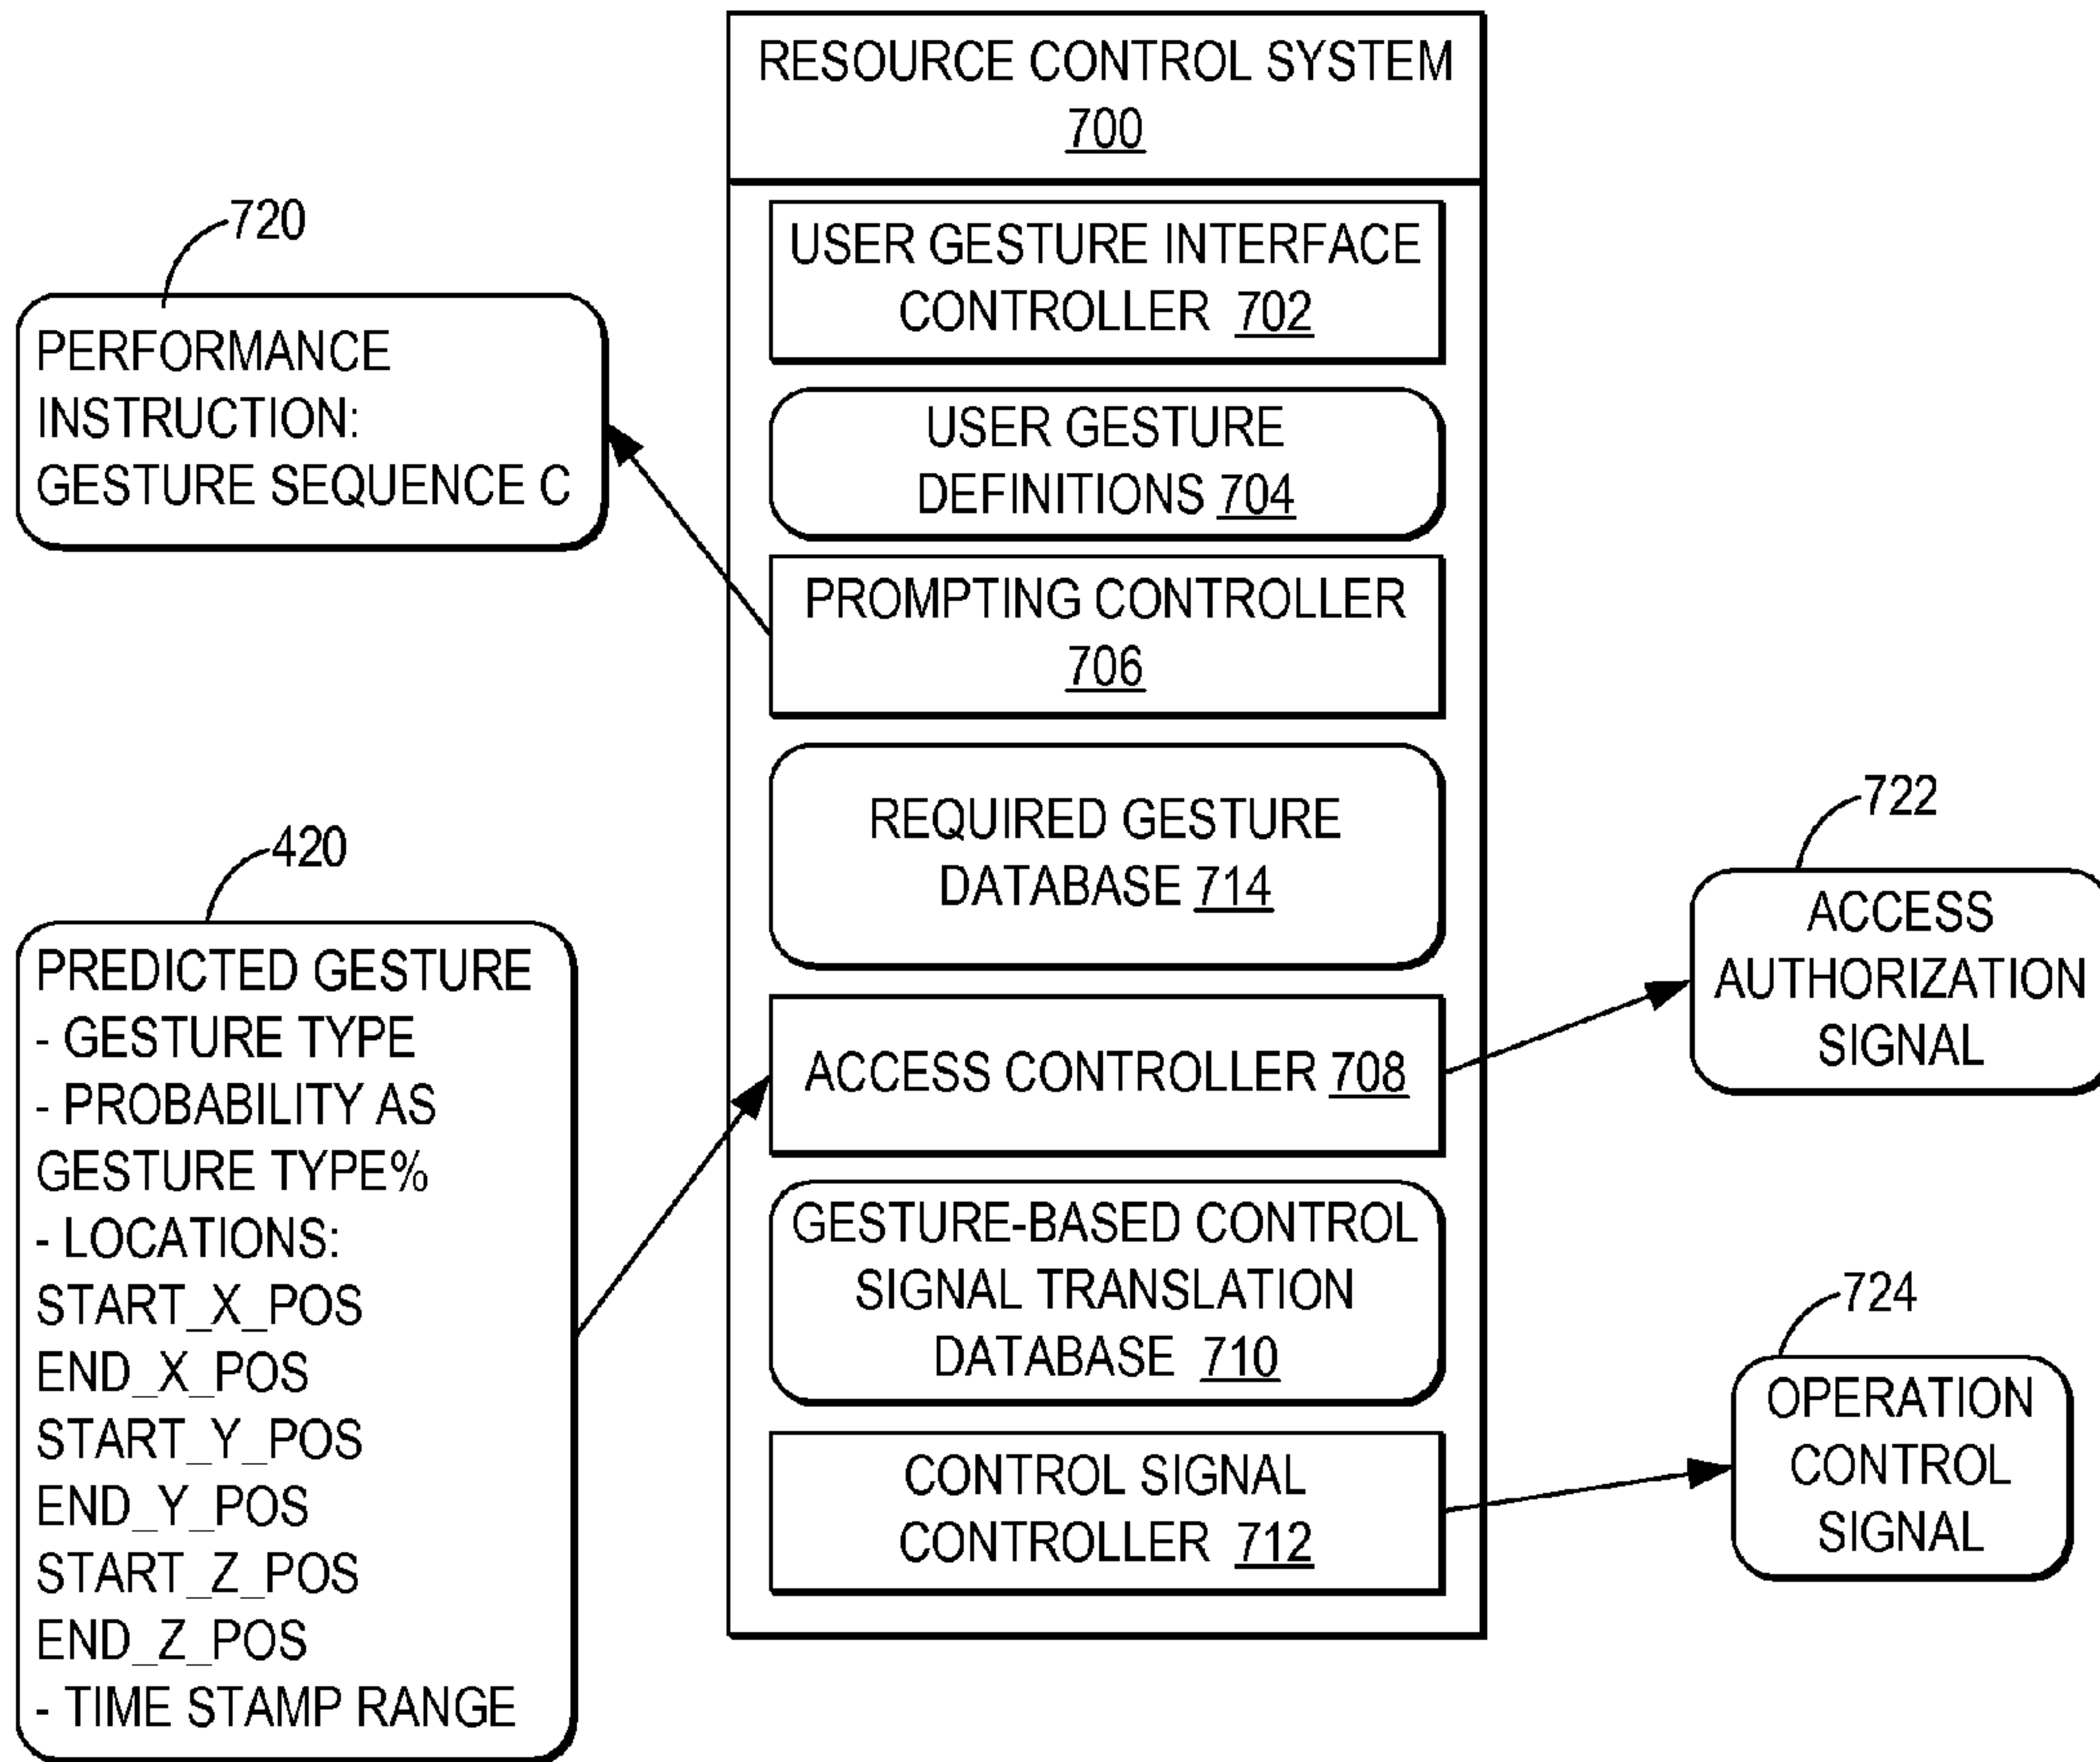 RESOURCE CONTROL SYSTEM
700
USER GESTURE INTERFACE
CONTROLLER 702
USER GESTURE
DEFINITIONS 704
PROMPTING CONTROLLER
706
REQUIRED GESTURE
DATABASE 714
ACCESS CONTROLLER 708
GESTURE-BASED CONTROL
SIGNAL TRANSLATION
DATABASE 710
CONTROL SIGNAL
CONTROLLER 712
720
PERFORMANCE
INSTRUCTION:
GESTURE SEQUENCE C
420
PREDICTED GESTURE
- GESTURE TYPE
- PROBABILITY AS
GESTURE TYPE%
- LOCATIONS:
START_X_POS
END_X_POS
START_Y_POS
END_Y_POS
START_Z_POS
END_Z_POS
- TIME STAMP RANGE
722
ACCESS
AUTHORIZATION
SIGNAL
724
OPERATION
CONTROL
SIGNAL